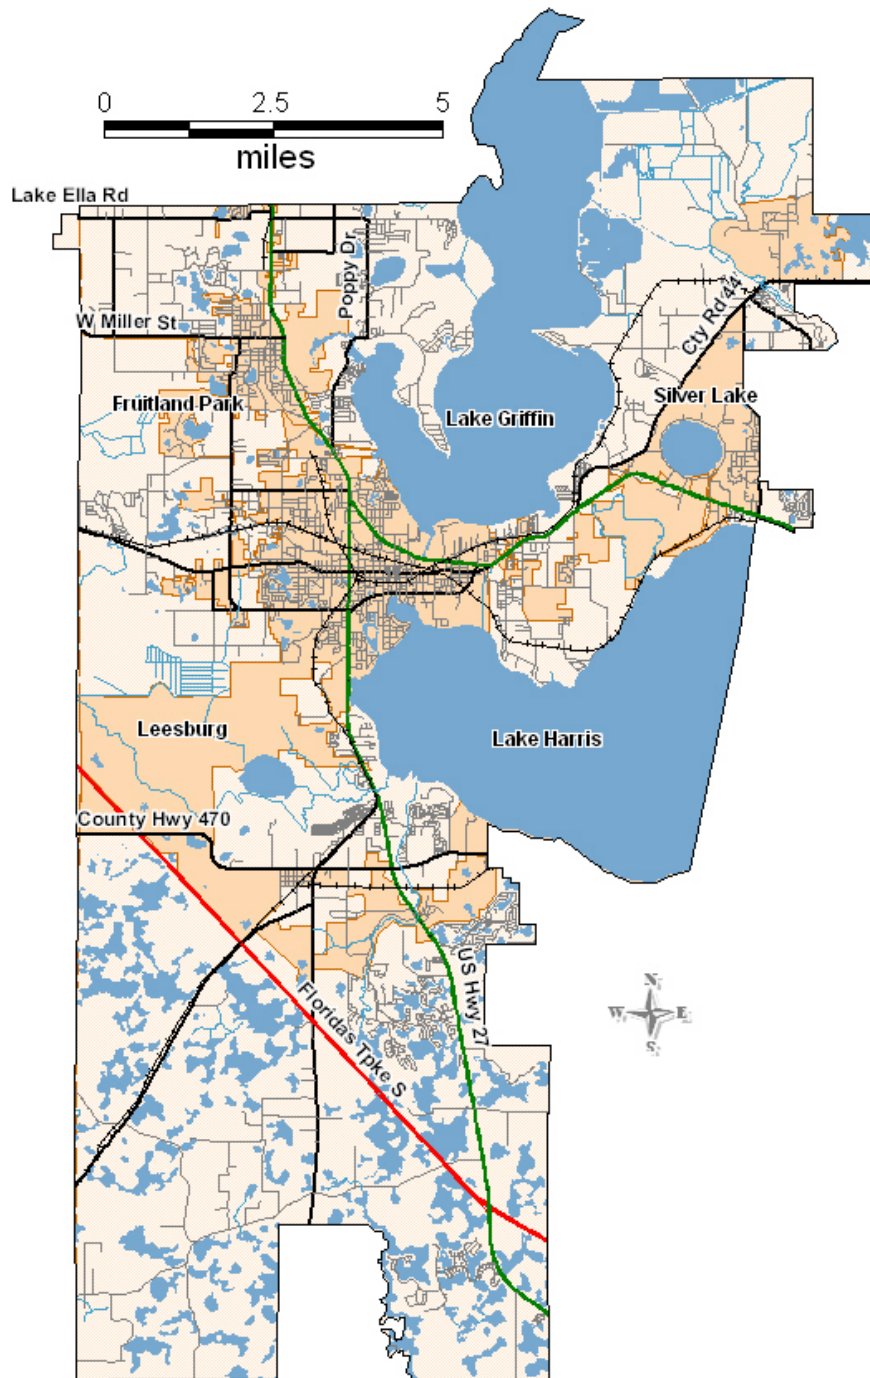 0 2.5 5
miles
Lake Ella Rd
Poppy Dr
W Miller St
Cty Rd 44
Fruitland Park
Silver Lake
Lake Griffin
Leesburg
Lake Harris
County Hwy 470
US Hwy 27
Floridas Tpke S
N
W E
S